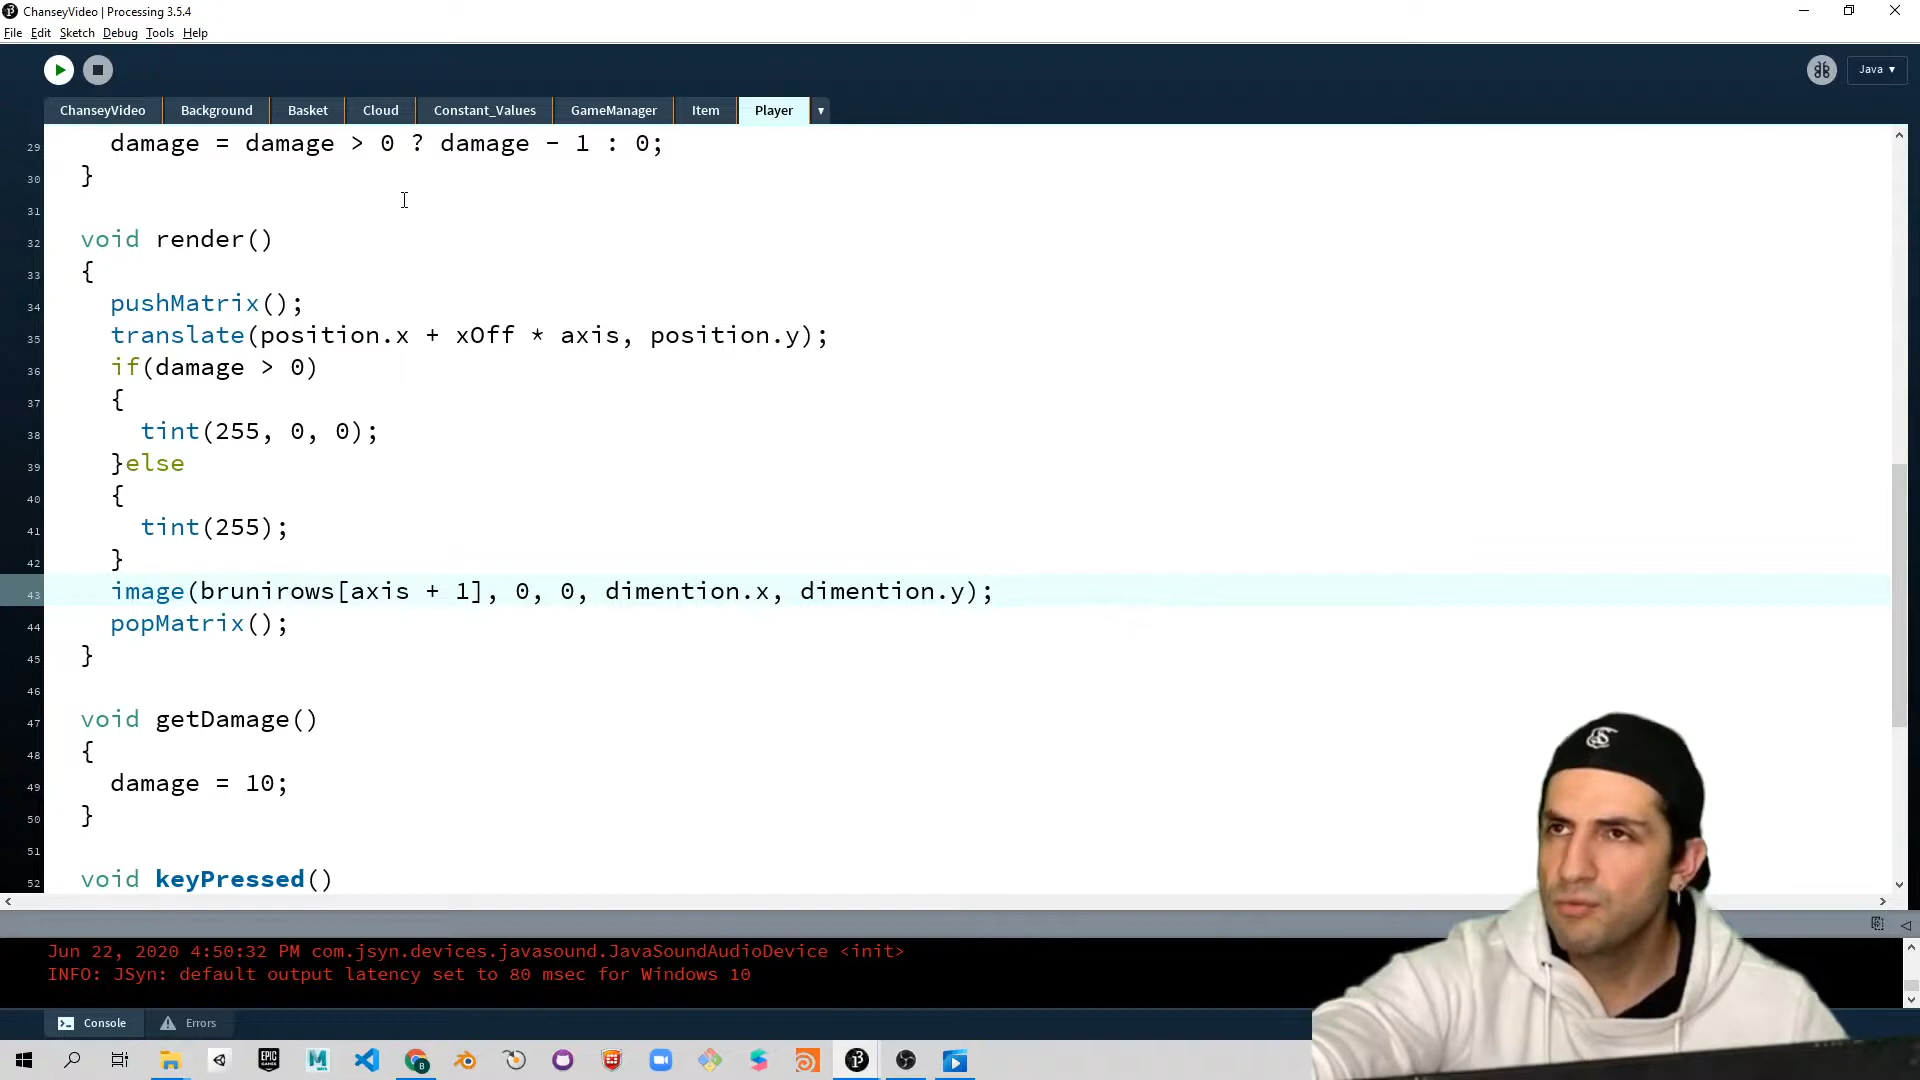 ChanseyVideo | Processing 3.5.4
File Edit Sketch Debug Tools Help
Java ▾
ChanseyVideo Background Basket Cloud Constant_Values GameManager Item Player ▾
29 damage = damage > 0 ? damage - 1 : 0;
30 }
31
32 void render()
33 {
34 pushMatrix();
35 translate(position.x + xOff * axis, position.y);
36 if(damage > 0)
37 {
38 tint(255, 0, 0);
39 }else
40 {
41 tint(255);
42 }
43 image(brunirows[axis + 1], 0, 0, dimention.x, dimention.y);
44 popMatrix();
45 }
46
47 void getDamage()
48 {
49 damage = 10;
50 }
51
52 void keyPressed()
Jun 22, 2020 4:50:32 PM com.jsyn.devices.javasound.JavaSoundAudioDevice <init>
INFO: JSyn: default output latency set to 80 msec for Windows 10
Console Errors
EPIC GAMES